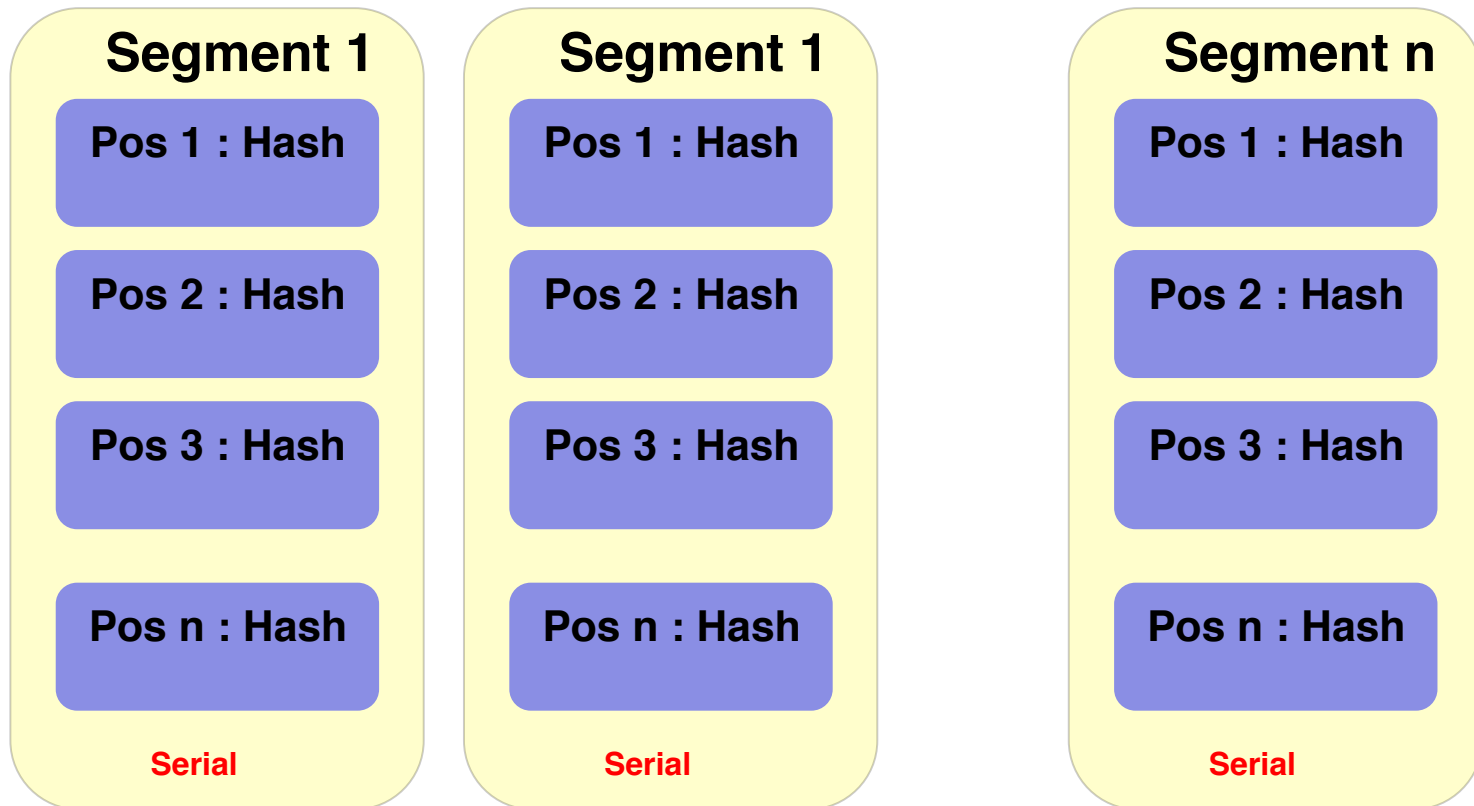 Segment 1
Pos 1 : Hash
Pos 2 : Hash
Pos 3 : Hash
Pos n : Hash
Serial
Segment 1
Pos 1 : Hash
Pos 2 : Hash
Pos 3 : Hash
Pos n : Hash
Serial
Segment n
Pos 1 : Hash
Pos 2 : Hash
Pos 3 : Hash
Pos n : Hash
Serial